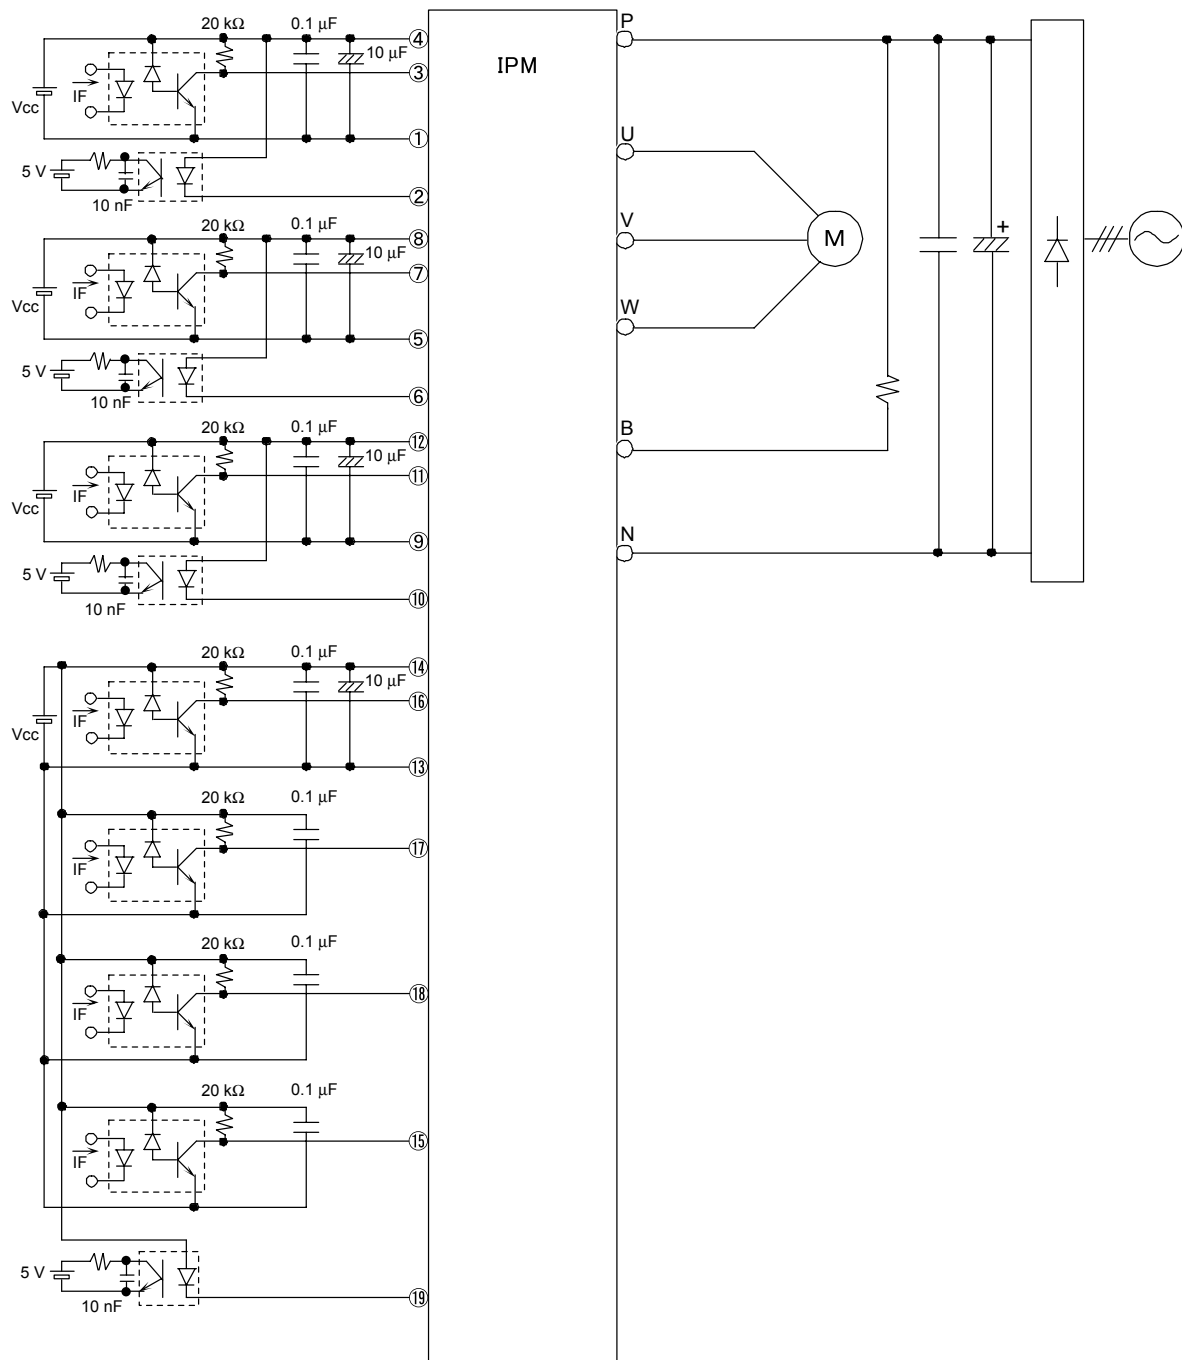 20 kΩ 0.1 μF
④ P
10 μF
IPM
③
IF
Vcc
① U
5 V
10 nF
②
20 kΩ 0.1 μF
⑧ V
M
+
10 μF
⑦
IF
Vcc
W
⑤
5 V
10 nF
⑥
20 kΩ 0.1 μF
⑫ B
10 μF
⑪
IF
Vcc
⑨ N
5 V
10 nF
⑩
20 kΩ 0.1 μF
⑭
10 μF
⑯
IF
Vcc
⑬
20 kΩ 0.1 μF
⑰
IF
20 kΩ 0.1 μF
⑱
IF
20 kΩ 0.1 μF
⑮
IF
5 V
10 nF
⑲